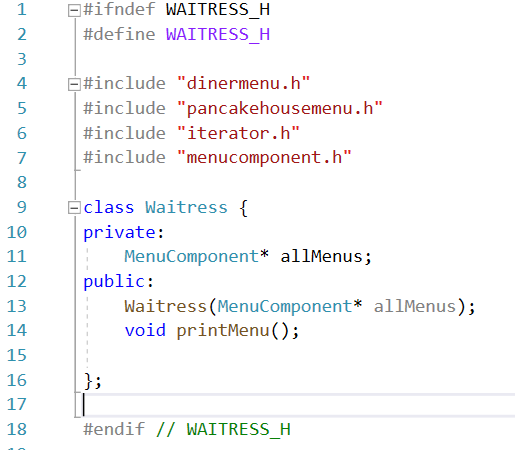 1 #ifndef WAITRESS_H
2 #define WAITRESS_H
3
4 #include "dinermenu.h"
5 #include "pancakehousemenu.h"
6 #include "iterator.h"
7 #include "menucomponent.h"
8
9 class Waitress {
10 private:
11     MenuComponent* allMenus;
12 public:
13     Waitress(MenuComponent* allMenus);
14     void printMenu();
15
16 };
17
18 #endif // WAITRESS_H